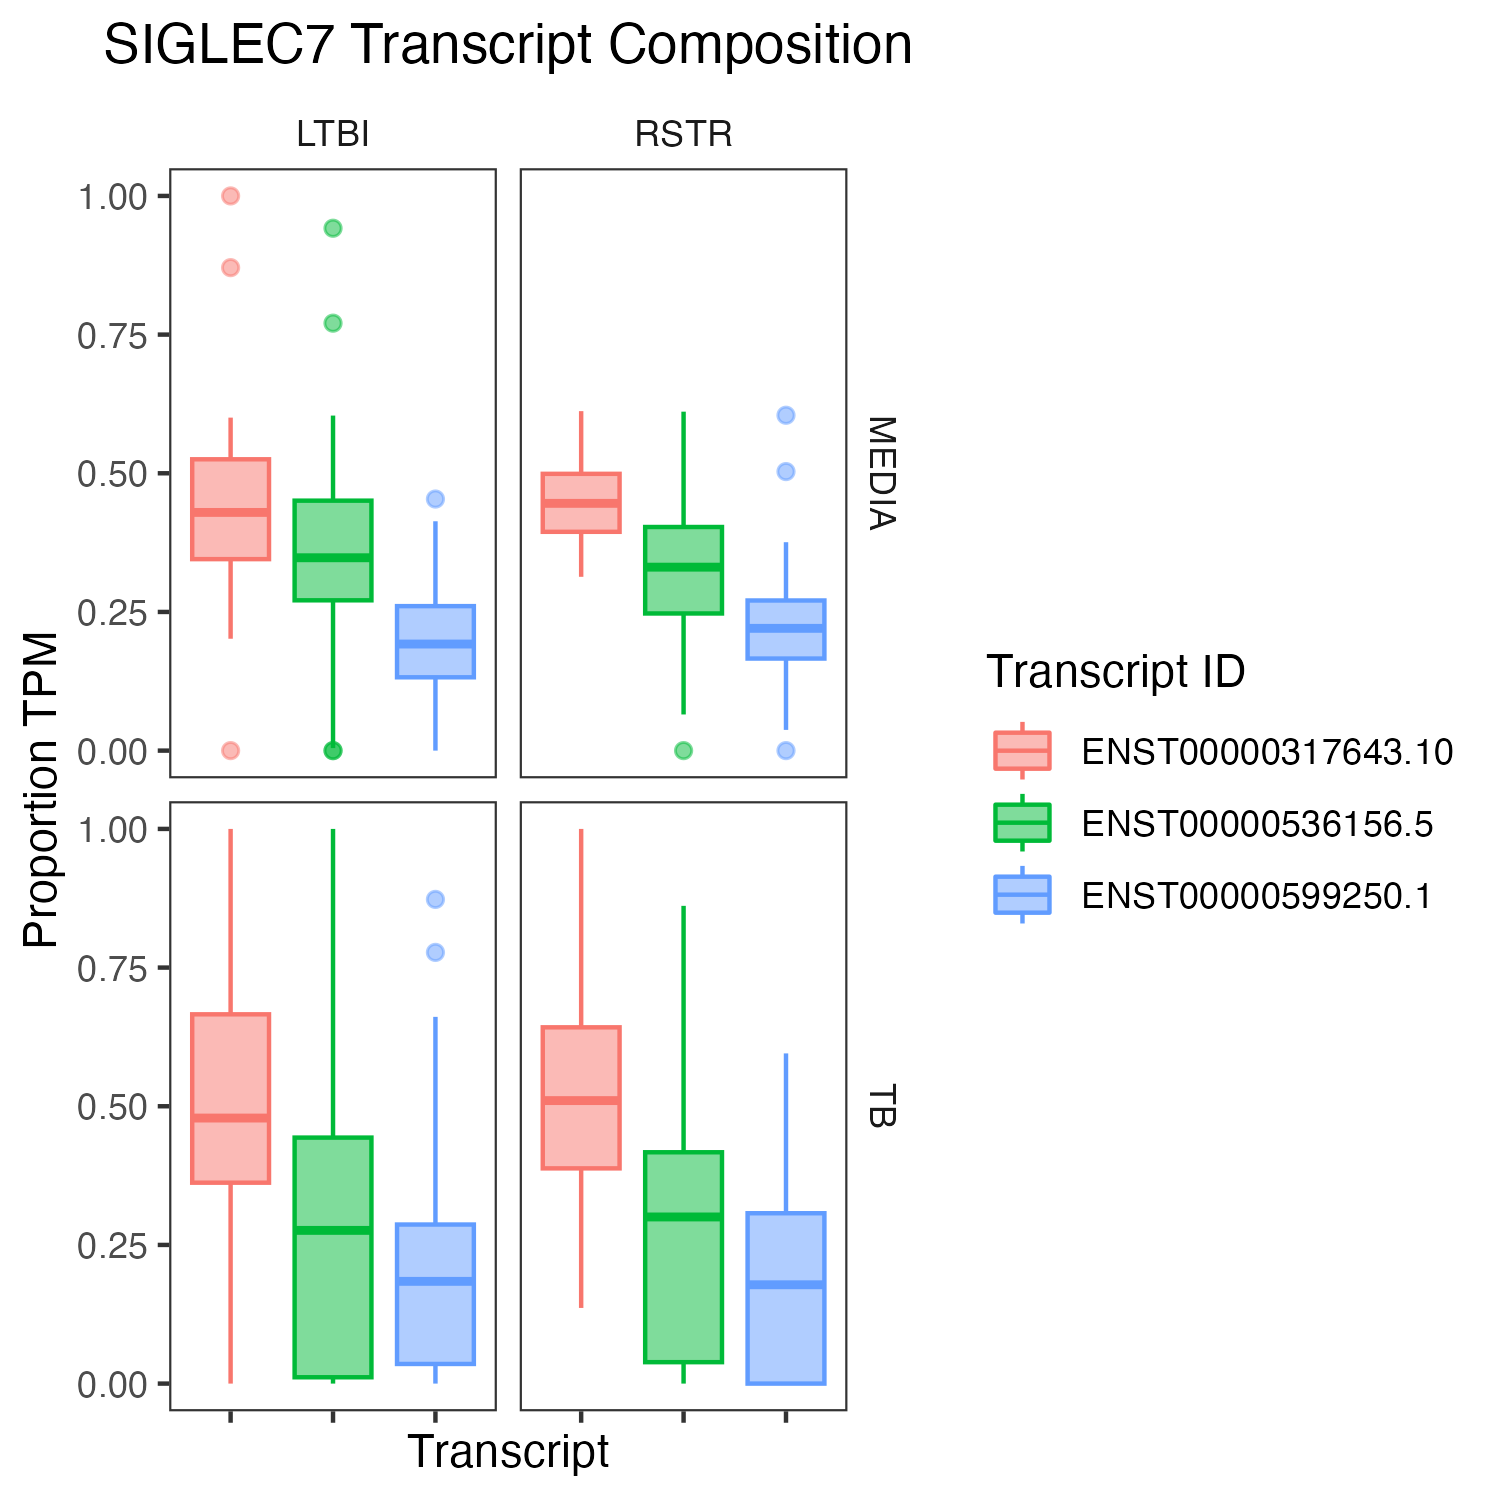 SIGLEC7 Transcript Composition
LTBI
RSTR
1.00
0.75
0.50
0.25
0.00
MEDIA
1.00
0.75
0.50
0.25
0.00
TB
Proportion TPM
Transcript
Transcript ID
ENST00000317643.10
ENST00000536156.5
ENST00000599250.1